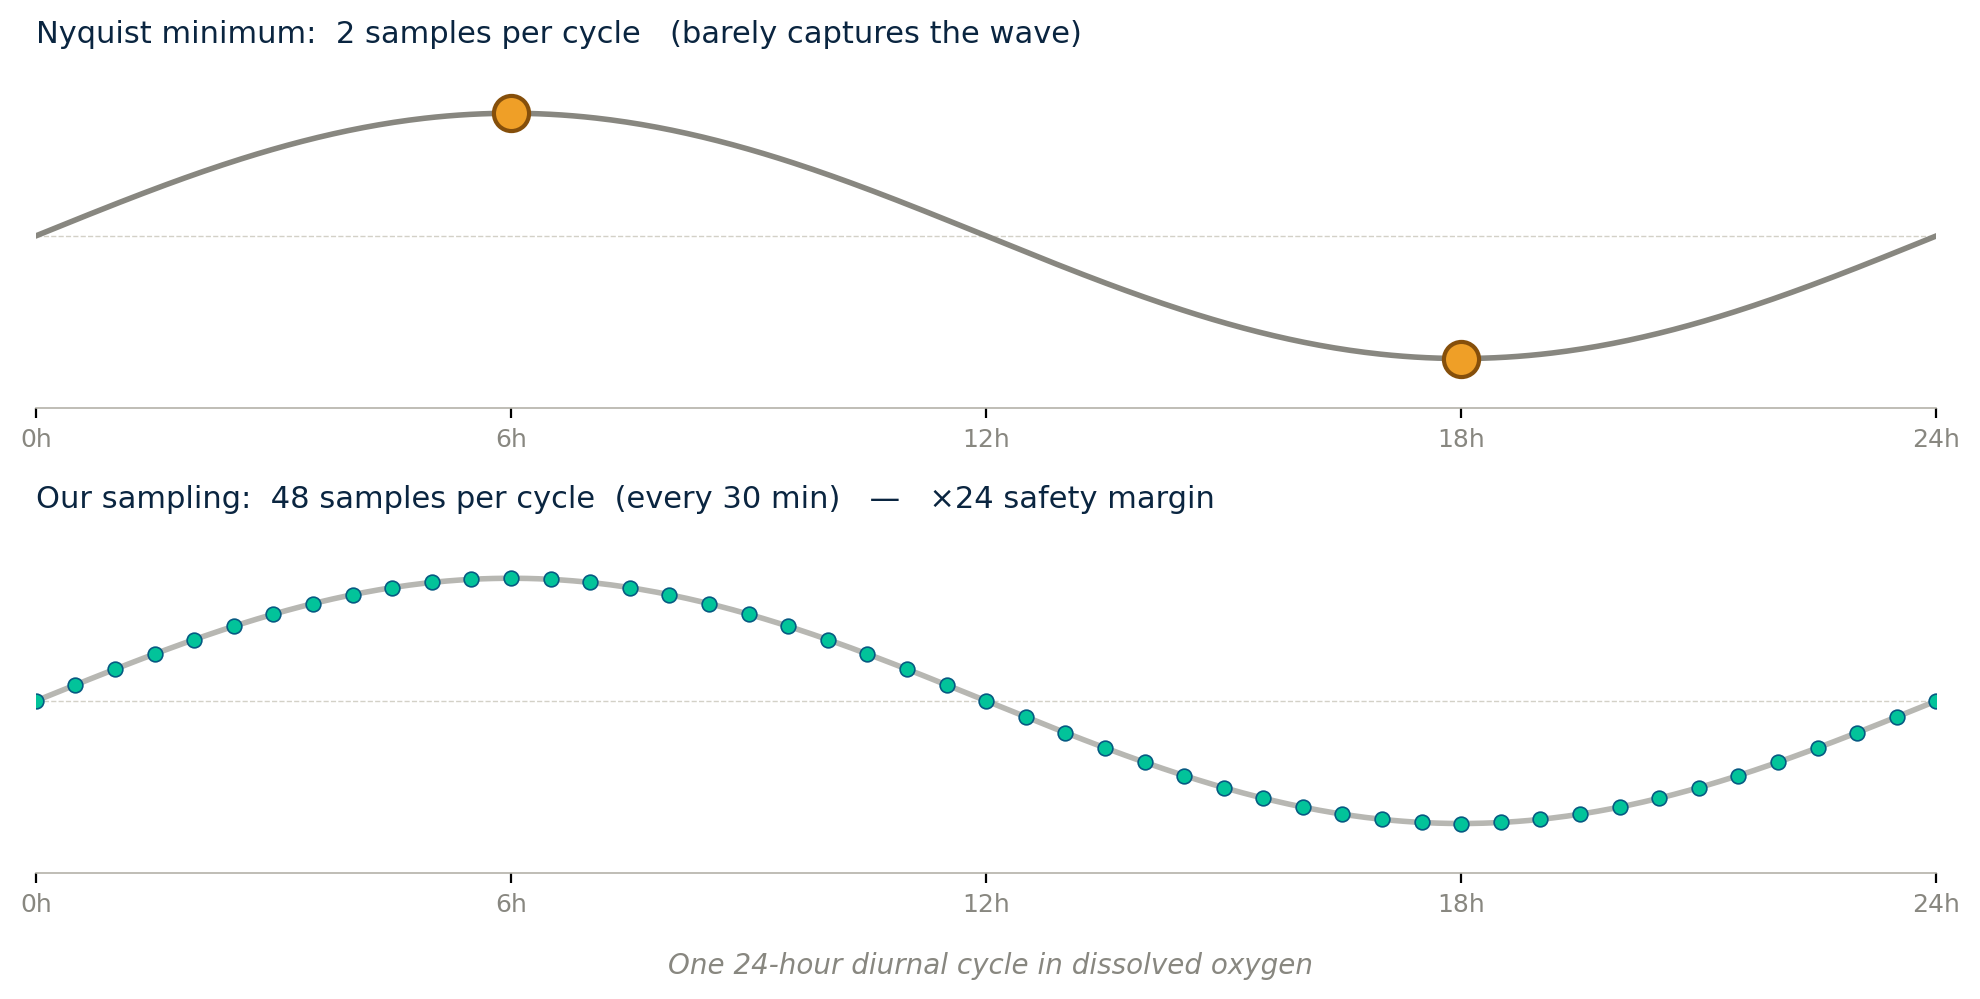 Nyquist minimum:  2 samples per cycle   (barely captures the wave)
0h 6h 12h 18h 24h
Our sampling:  48 samples per cycle  (every 30 min)   —   ×24 safety margin
0h 6h 12h 18h 24h
One 24-hour diurnal cycle in dissolved oxygen